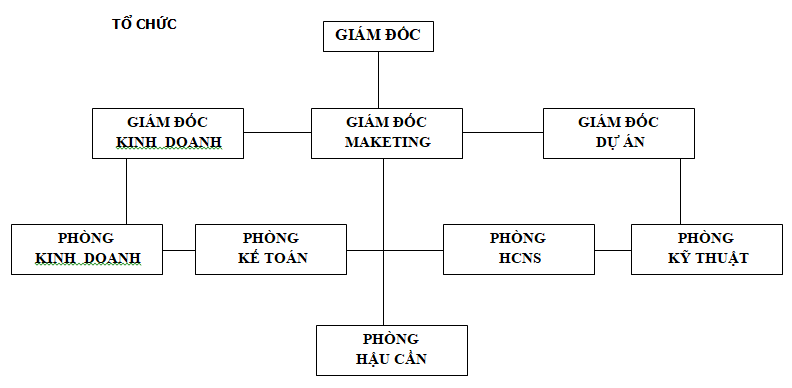 TỔ CHỨC
GIÁM ĐỐC
GIÁM ĐỐC
KINH DOANH
GIÁM ĐỐC
MAKETING
GIÁM ĐỐC
DỰ ÁN
PHÒNG
KINH DOANH
PHÒNG
KẾ TOÁN
PHÒNG
HCNS
PHÒNG
KỸ THUẬT
PHÒNG
HẬU CẦN